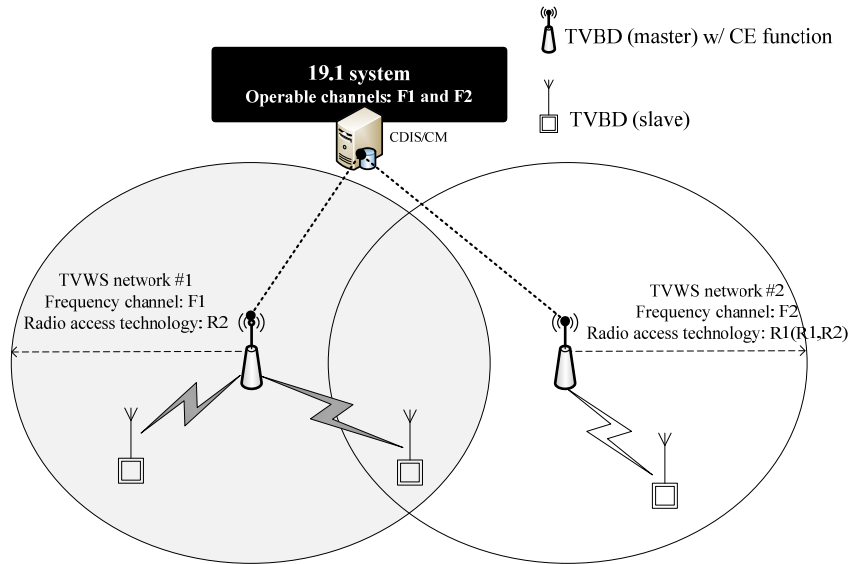 TVBD (master) w/ CE function
19.1 system
Operable channels: F1 and F2
TVBD (slave)
CDIS/CM
TVWS network #1
Frequency channel: F1
Radio access technology: R2
TVWS network #2
Frequency channel: F2
Radio access technology: R1(R1,R2)